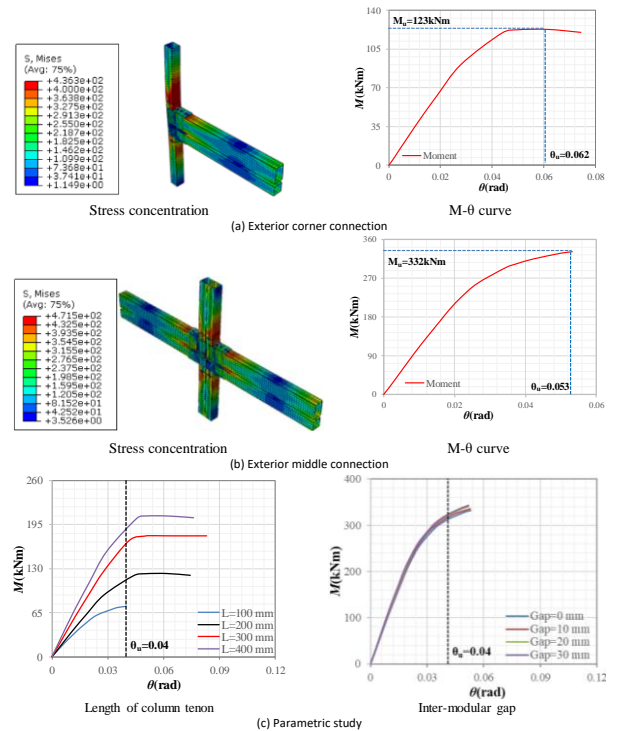 S, Mises
(Avg: 75%)
+4.363e+02
+4.000e+02
+3.638e+02
+3.275e+02
+2.913e+02
+2.550e+02
+2.187e+02
+1.825e+02
+1.462e+02
+1.099e+02
+7.368e+01
+3.741e+01
+1.149e+00
Stress concentration
Mu=123kNm
M(kNm)
135
108
81
54
27
0
Moment
θu=0.062
0 0.02 0.04 0.06 0.08
θ(rad)
M-θ curve
(a) Exterior corner connection
S, Mises
(Avg: 75%)
+4.715e+02
+4.325e+02
+3.935e+02
+3.545e+02
+3.155e+02
+2.765e+02
+2.375e+02
+1.985e+02
+1.595e+02
+1.205e+02
+8.152e+01
+4.252e+01
+3.526e+00
Stress concentration
Mu=332kNm
M(kNm)
360
270
180
90
0
Moment
θu=0.053
0 0.02 0.04 0.06
θ(rad)
M-θ curve
(b) Exterior middle connection
M(kNm)
260
195
130
65
0
L=100 mm
L=200 mm
L=300 mm
L=400 mm
θu=0.04
0 0.03 0.06 0.09 0.12
θ(rad)
Length of column tenon
M(kNm)
400
300
200
100
0
Gap=0 mm
Gap=10 mm
Gap=20 mm
Gap=30 mm
θu=0.04
0 0.03 0.06 0.09 0.12
θ(rad)
Inter-modular gap
(c) Parametric study